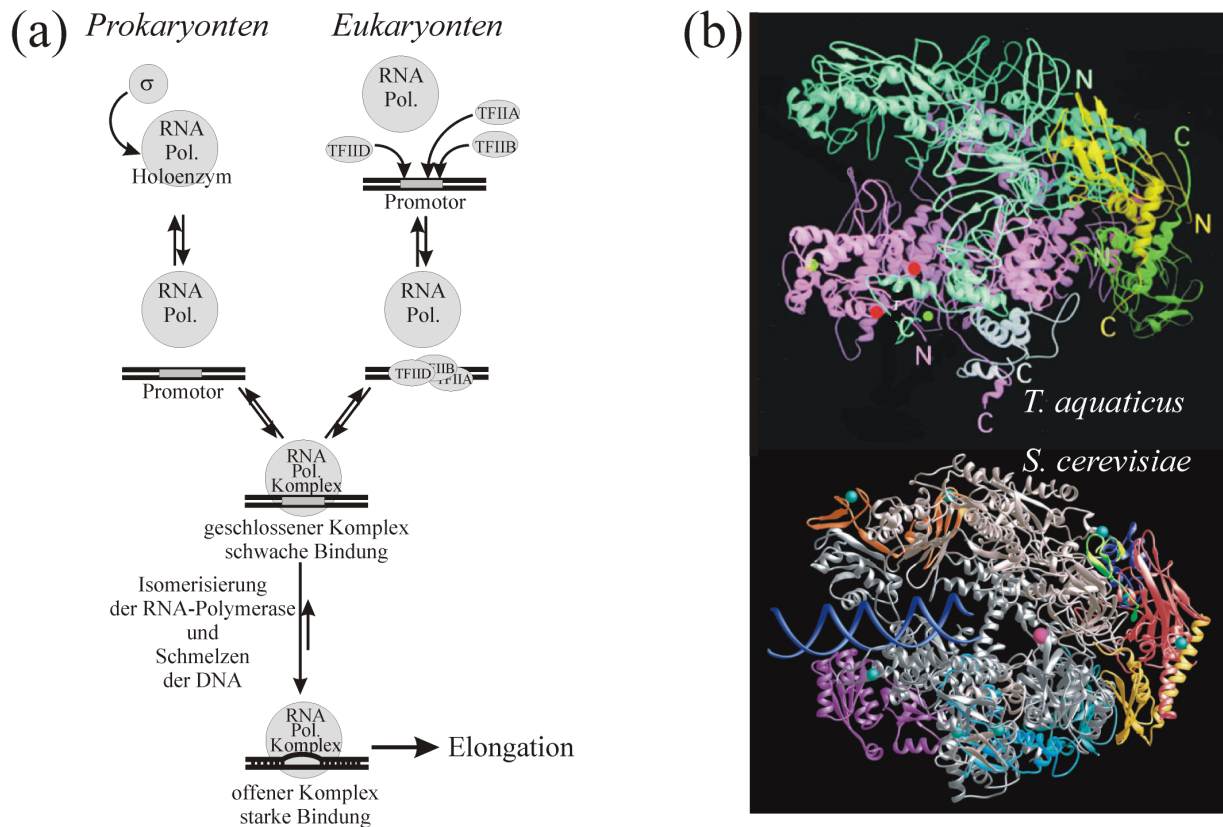 (a)
Prokaryonten
Eukaryonten
σ
RNA
Pol.
Holoenzym
RNA
Pol.
TFIIA
TFIID
TFIIB
Promotor
RNA
Pol.
RNA
Pol.
Promotor
TFIID
TFIIB
TFIIA
RNA
Pol.
Komplex
geschlossener Komplex
schwache Bindung
Isomerisierung
der RNA-Polymerase
und
Schmelzen
der DNA
RNA
Pol.
Komplex
Elongation
offener Komplex
starke Bindung
(b)
N
C
N
N
C
C
N
C
C
T. aquaticus
S. cerevisiae